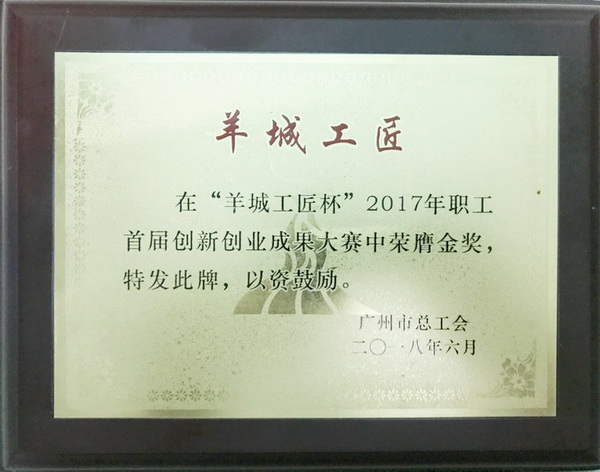 羊城工匠
在“羊城工匠杯”2017年职工
首届创新创业成果大赛中荣膺金奖，
特发此牌，以资鼓励。
广州市总工会
二〇一八年六月